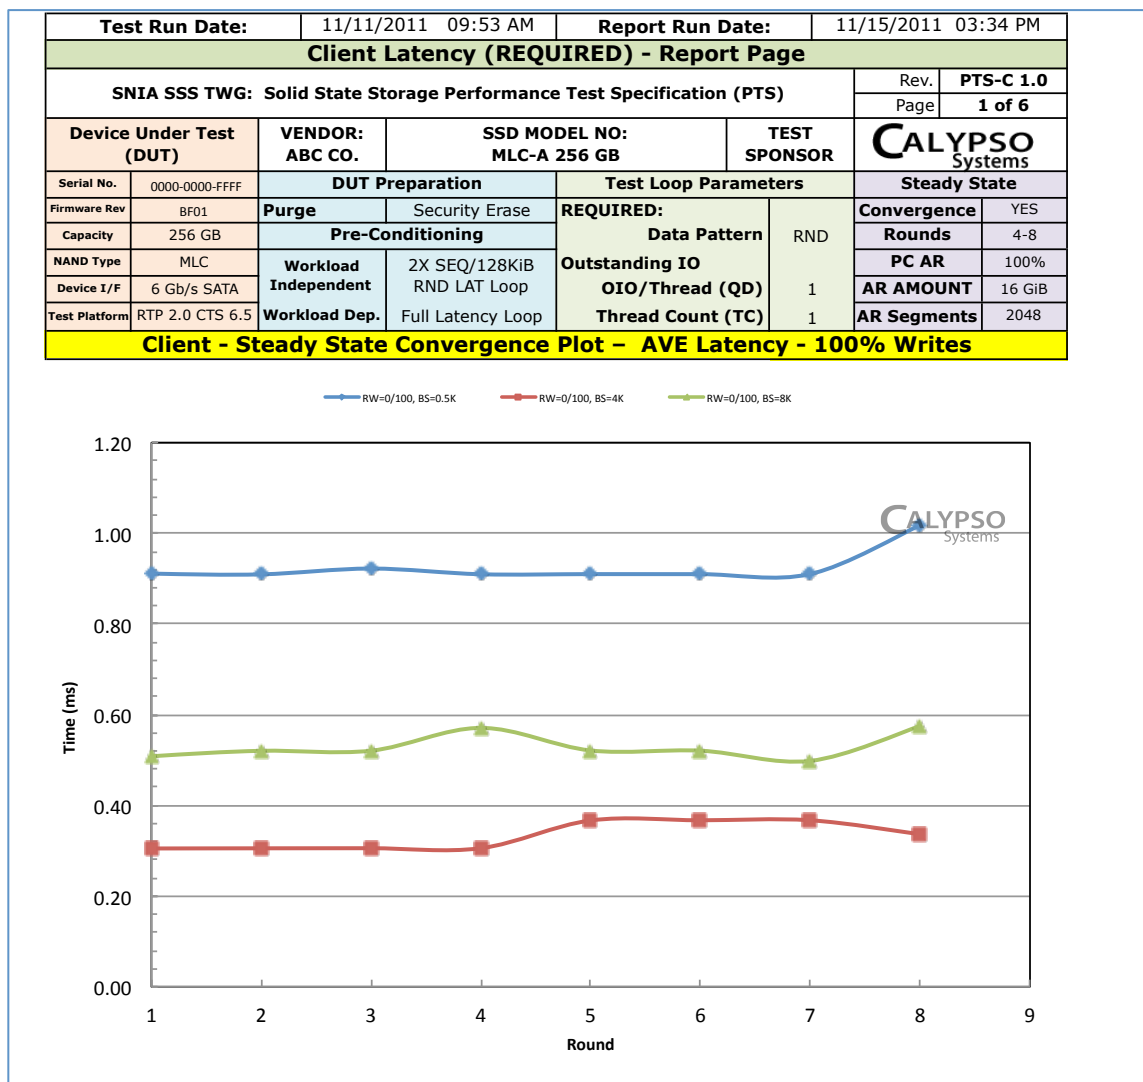 Test Run Date: 11/11/2011 09:53 AM Report Run Date: 11/15/2011 03:34 PM
Client Latency (REQUIRED) - Report Page
SNIA SSS TWG: Solid State Storage Performance Test Specification (PTS)
Rev. PTS-C 1.0
Page 1 of 6
Device Under Test (DUT)
VENDOR: ABC CO.
SSD MODEL NO: MLC-A 256 GB
TEST SPONSOR
CALYPSO
Systems
Serial No. 0000-0000-FFFF DUT Preparation Test Loop Parameters Steady State
Firmware Rev BF01 Purge Security Erase REQUIRED: Convergence YES
Capacity 256 GB Pre-Conditioning Data Pattern RND Rounds 4-8
NAND Type MLC Workload 2X SEQ/128KiB Outstanding IO PC AR 100%
Device I/F 6 Gb/s SATA Independent RND LAT Loop OIO/Thread (QD) 1 AR AMOUNT 16 GiB
Test Platform RTP 2.0 CTS 6.5 Workload Dep. Full Latency Loop Thread Count (TC) 1 AR Segments 2048
Client - Steady State Convergence Plot – AVE Latency - 100% Writes
RW=0/100, BS=0.5K RW=0/100, BS=4K RW=0/100, BS=8K
1.20
CALYPSO
Systems
1.00
0.80
0.60
0.40
0.20
0.00
Time (ms)
1 2 3 4 5 6 7 8 9
Round